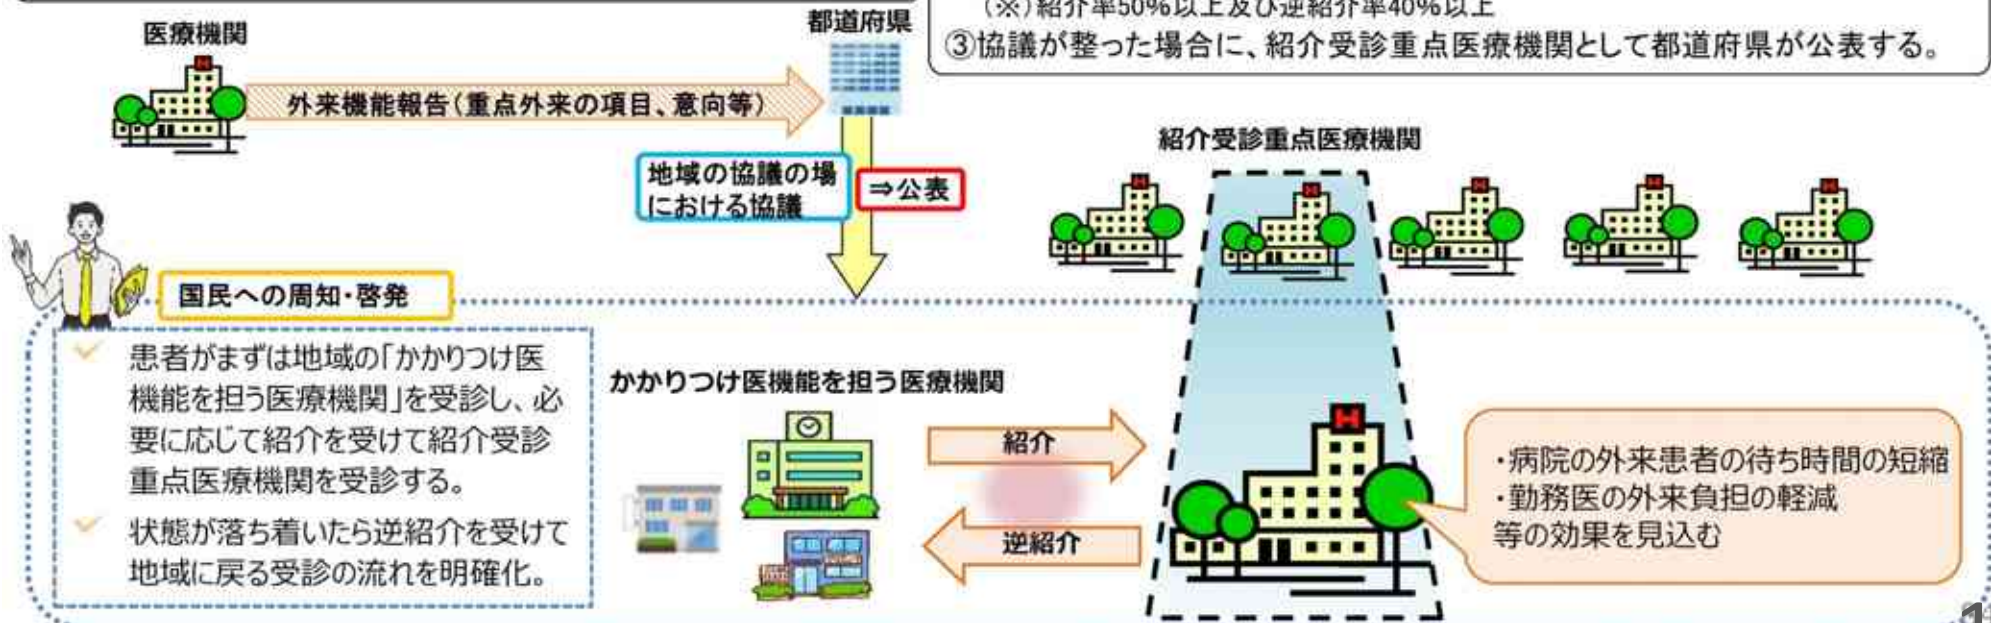 (※)紹介率50%以上及び逆紹介率40%以上
③協議が整った場合に、紹介受診重点医療機関として都道府県が公表する。
医療機関
都道府県
外来機能報告(重点外来の項目、意向等)
地域の協議の場
における協議
⇒公表
紹介受診重点医療機関
国民への周知・啓発
患者がまずは地域の「かかりつけ医
機能を担う医療機関」を受診し、必
要に応じて紹介を受けて紹介受診
重点医療機関を受診する。
状態が落ち着いたら逆紹介を受けて
地域に戻る受診の流れを明確化。
かかりつけ医機能を担う医療機関
紹介
逆紹介
・病院の外来患者の待ち時間の短縮
・勤務医の外来負担の軽減
等の効果を見込む